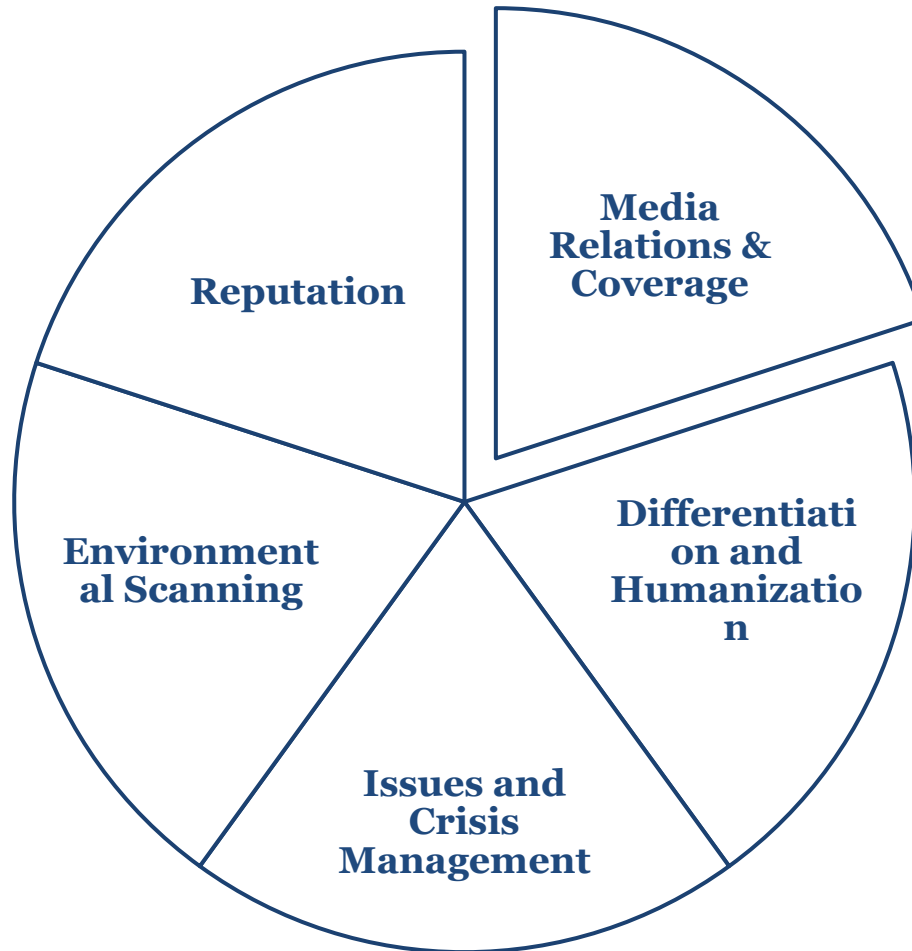 Media
Relations &
Coverage
Reputation
Differentiati
on and
Humanizatio
n
Environment
al Scanning
Issues and
Crisis
Management